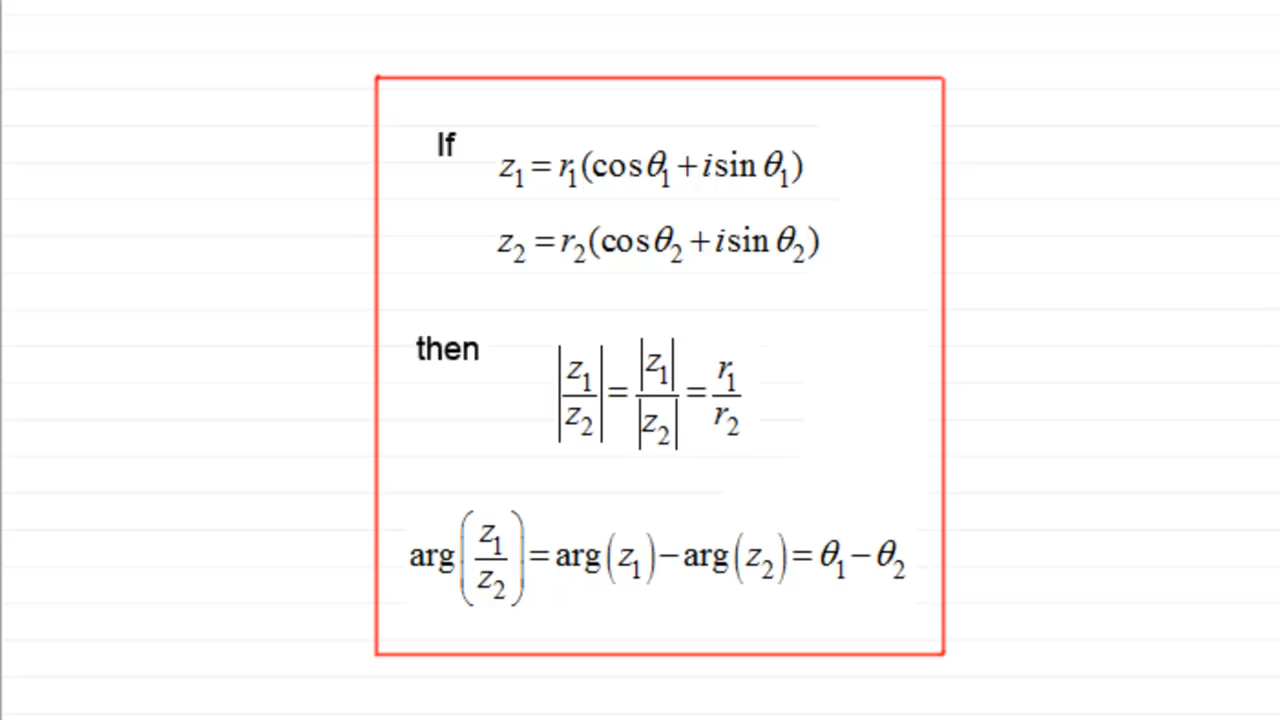 If
z₁ = r₁(cos θ₁ + i sin θ₁)
z₂ = r₂(cos θ₂ + i sin θ₂)
then
|z₁/z₂| = |z₁|/|z₂| = r₁/r₂
arg(z₁/z₂) = arg(z₁) − arg(z₂) = θ₁ − θ₂